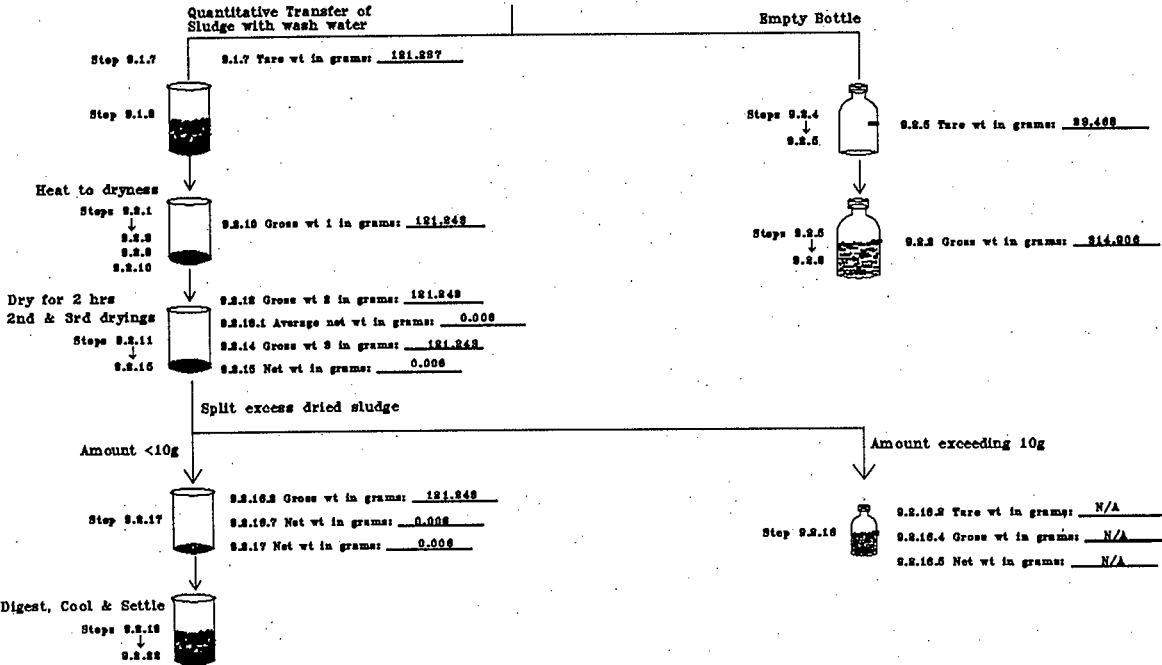 Quantitative Transfer of
Sludge with wash water
Empty Bottle
Step 9.1.7
9.1.7 Tare wt in grams: 121.237
Step 9.1.8
Steps 9.2.4
↓
9.2.5
9.2.5 Tare wt in grams: 39.468
Heat to dryness
Steps 9.2.1
↓
9.2.8
9.2.9
9.2.10
9.2.10 Gross wt 1 in grams: 121.243
Steps 9.2.5
↓
9.2.8
9.2.8 Gross wt in grams: 314.906
Dry for 2 hrs
2nd & 3rd dryings
Steps 9.2.11
↓
9.2.15
9.2.12 Gross wt 2 in grams: 121.243
9.2.13.1 Average net wt in grams: 0.006
9.2.14 Gross wt 3 in grams: 121.243
9.2.15 Net wt in grams: 0.006
Split excess dried sludge
Amount <10g
Amount exceeding 10g
Step 9.2.17
9.2.16.2 Gross wt in grams: 121.243
9.2.16.7 Net wt in grams: 0.006
9.2.17 Net wt in grams: 0.006
Step 9.2.16
9.2.16.2 Tare wt in grams: N/A
9.2.16.4 Gross wt in grams: N/A
9.2.16.5 Net wt in grams: N/A
Digest, Cool & Settle
Steps 9.2.18
↓
9.2.22